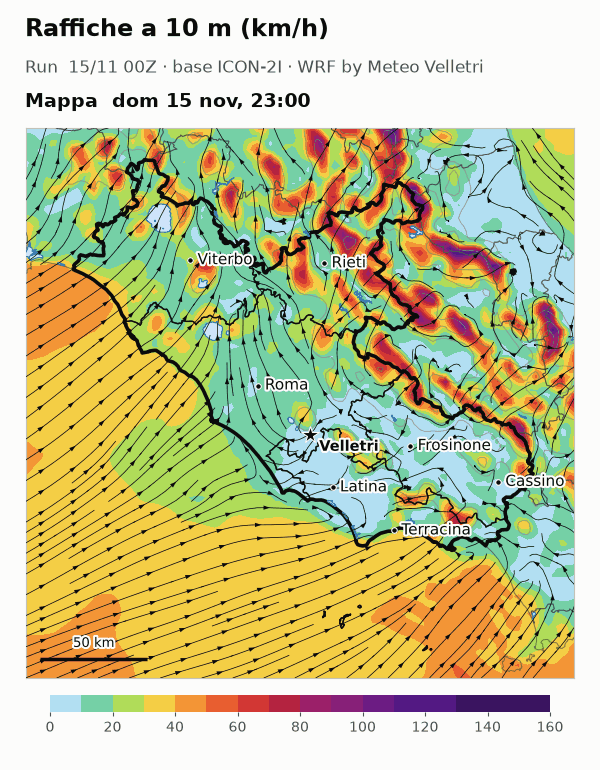 Raffiche a 10 m (km/h)
Run 15/11 00Z · base ICON-2I · WRF by Meteo Velletri
Mappa dom 15 nov, 23:00
Viterbo
Rieti
Roma
Velletri
Frosinone
Latina
Cassino
Terracina
50 km
0 20 40 60 80 100 120 140 160